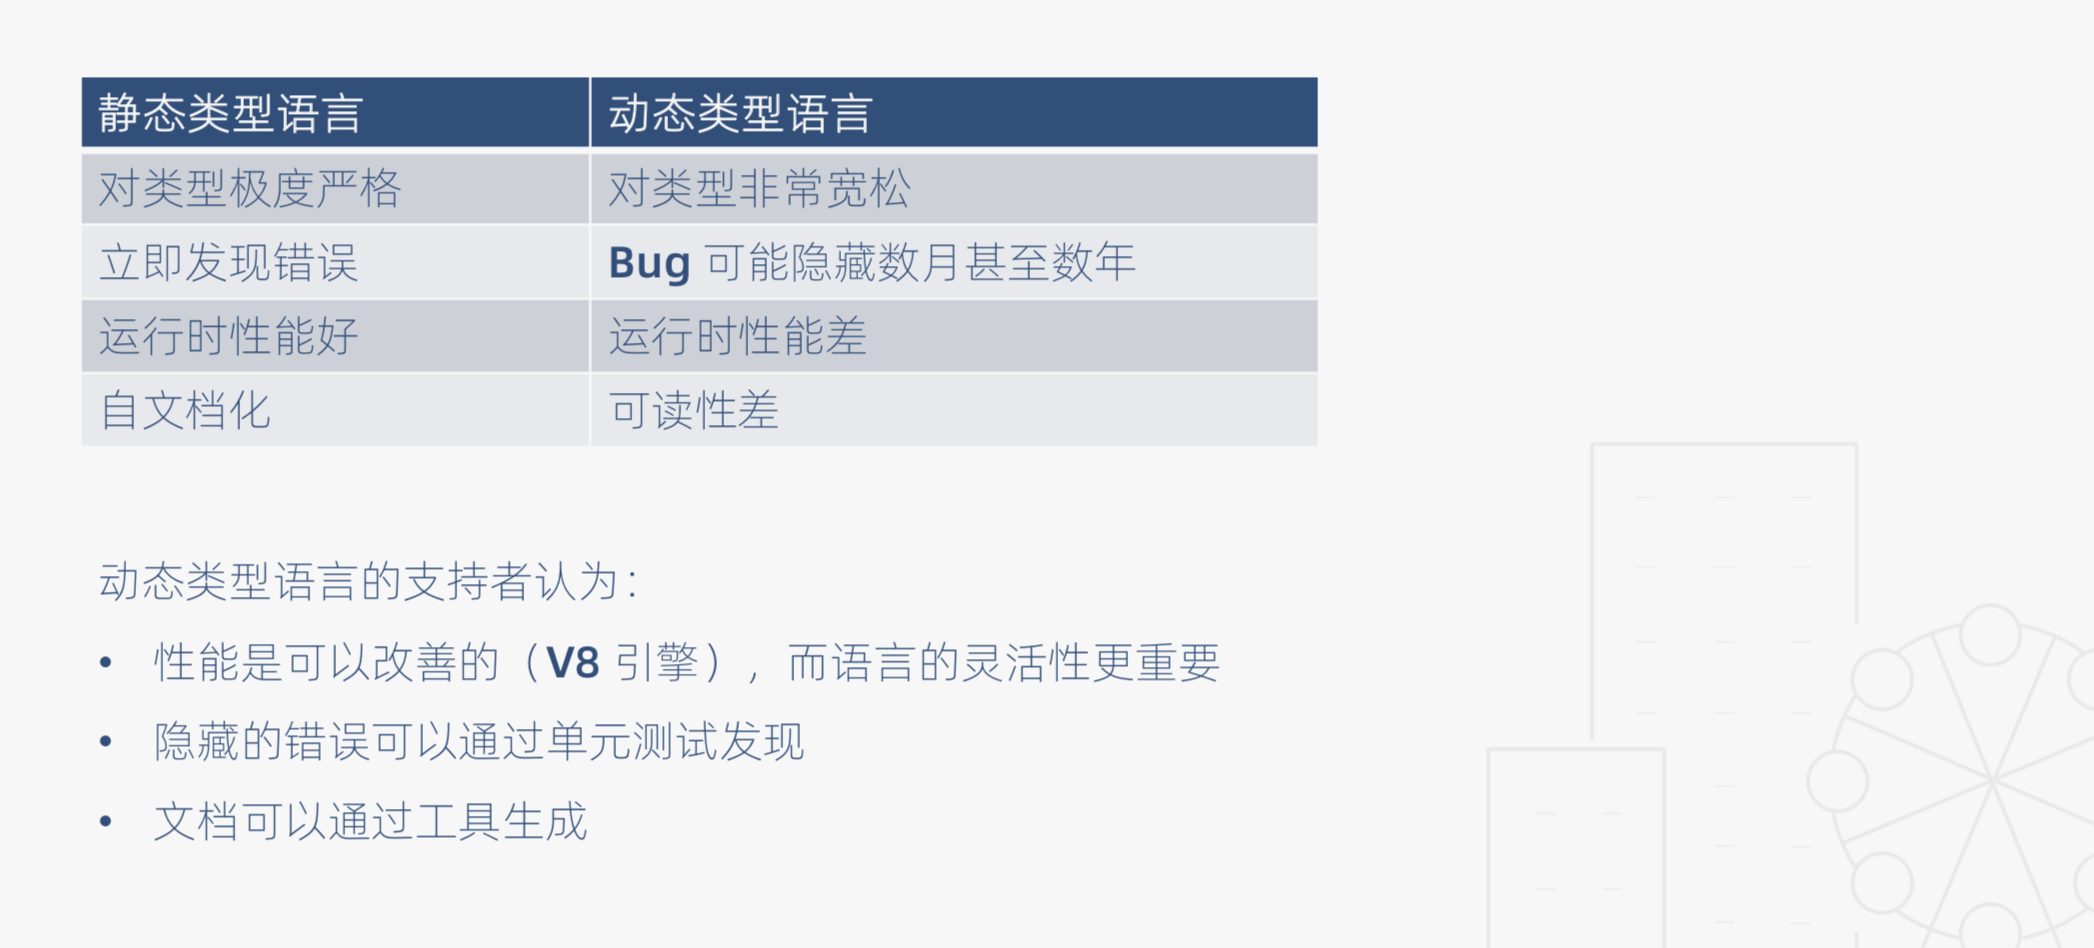 静态类型语言 动态类型语言
对类型极度严格 对类型非常宽松
立即发现错误 Bug 可能隐藏数月甚至数年
运行时性能好 运行时性能差
自文档化 可读性差
动态类型语言的支持者认为：
• 性能是可以改善的（V8 引擎），而语言的灵活性更重要
• 隐藏的错误可以通过单元测试发现
• 文档可以通过工具生成